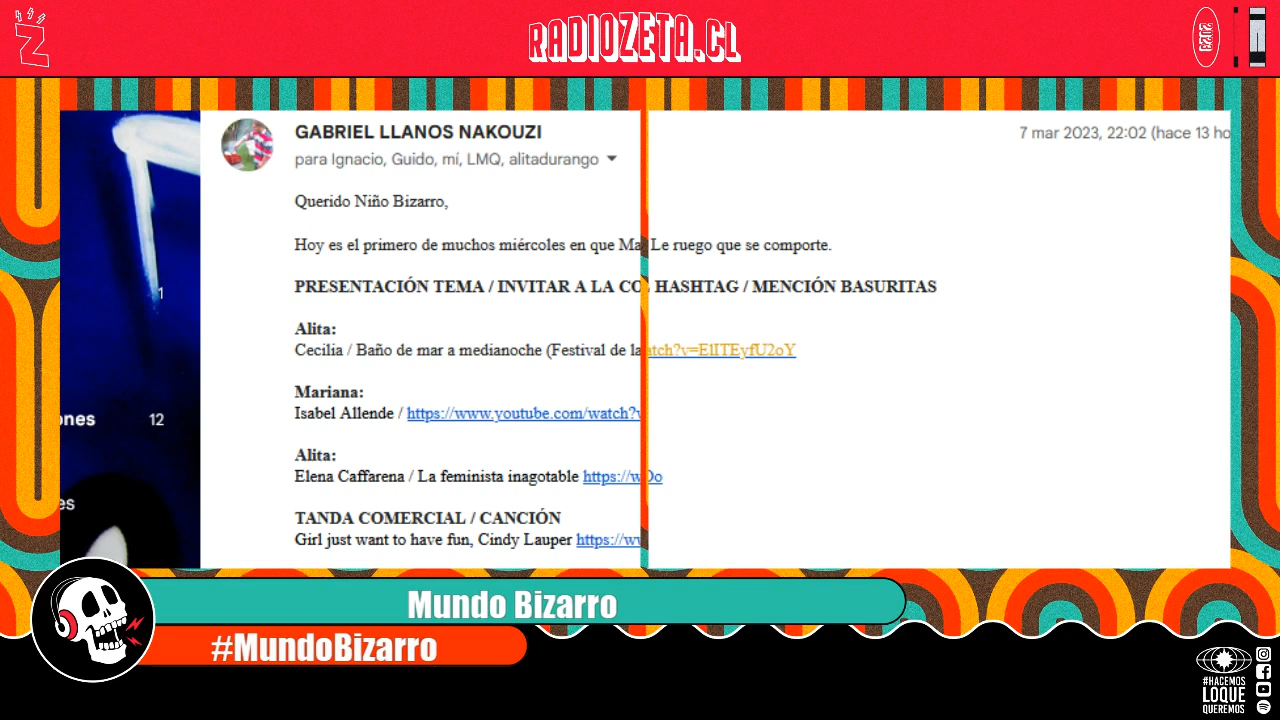 RADIOZETA.CL
GABRIEL LLANOS NAKOUZI
7 mar 2023, 22:02 (hace 13 ho
para Ignacio, Guido, mí, LMQ, alitadurango
Querido Niño Bizarro,
Hoy es el primero de muchos miércoles en que Ma Le ruego que se comporte.
PRESENTACIÓN TEMA / INVITAR A LA CO HASHTAG / MENCIÓN BASURITAS
1
Alita:
Cecilia / Baño de mar a medianoche (Festival de la atch?v=ElITEyfU2oY
Mariana:
Isabel Allende / https://www.youtube.com/watch?v
ones 12
Alita:
Elena Caffarena / La feminista inagotable https://w Oo
es
TANDA COMERCIAL / CANCIÓN
Girl just want to have fun, Cindy Lauper https://w
Mundo Bizarro
#MundoBizarro
#HACEMOS
LOQUE
QUEREMOS